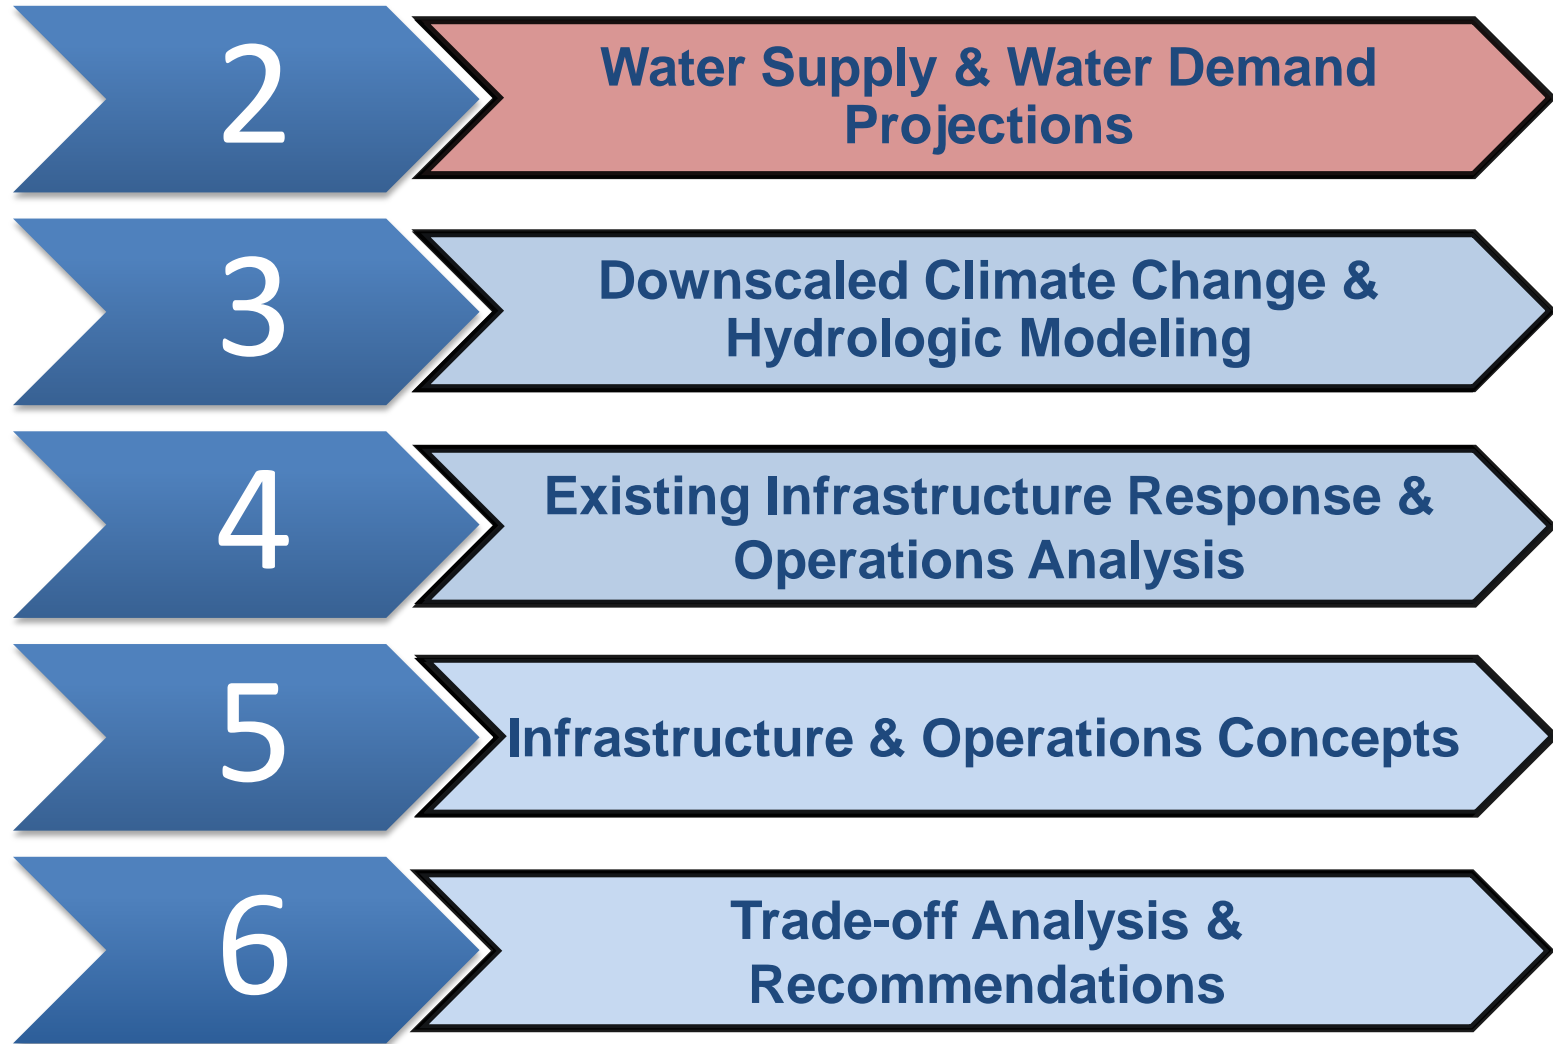 2
Water Supply & Water Demand
Projections
3
Downscaled Climate Change &
Hydrologic Modeling
4
Existing Infrastructure Response &
Operations Analysis
5
Infrastructure & Operations Concepts
6
Trade-off Analysis &
Recommendations